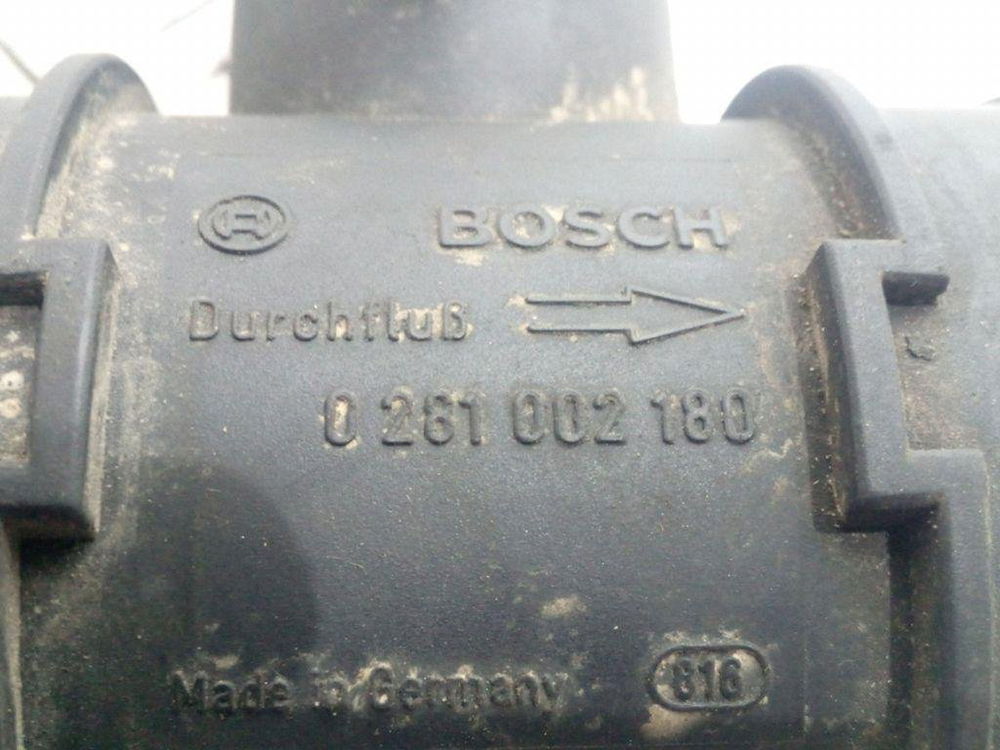 BOSCH
Durchfluß
0 281 002 180
Made in Germany 816